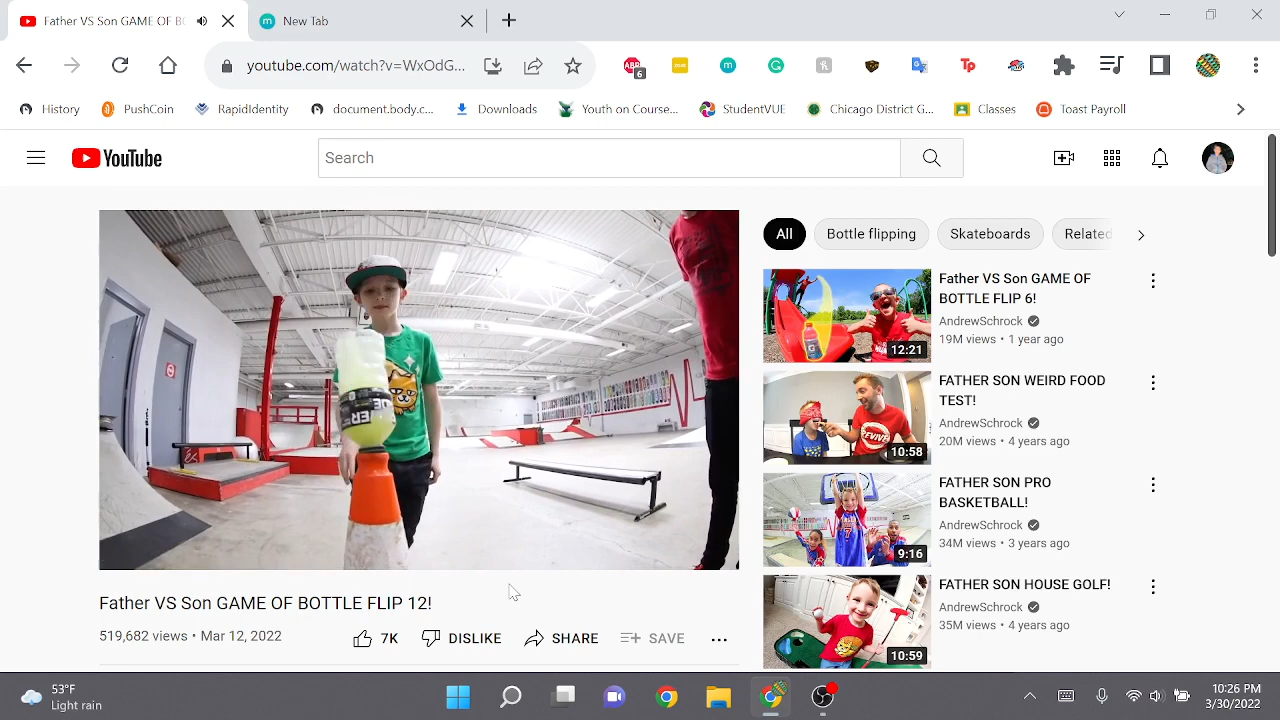 Father VS Son GAME OF BO
New Tab
youtube.com/watch?v=WxOdG...
6
History
PushCoin
RapidIdentity
document.body.c...
Downloads
Youth on Course...
StudentVUE
Chicago District G...
Classes
Toast Payroll
YouTube
Search
All
Bottle flipping
Skateboards
Related
Father VS Son GAME OF
BOTTLE FLIP 6!
AndrewSchrock
19M views • 1 year ago
12:21
FATHER SON WEIRD FOOD
TEST!
AndrewSchrock
20M views • 4 years ago
REVIVE
10:58
FATHER SON PRO
BASKETBALL!
AndrewSchrock
34M views • 3 years ago
9:16
FATHER SON HOUSE GOLF!
AndrewSchrock
35M views • 4 years ago
10:59
Father VS Son GAME OF BOTTLE FLIP 12!
519,682 views • Mar 12, 2022
7K
DISLIKE
SHARE
SAVE
53°F
Light rain
10:26 PM
3/30/2022